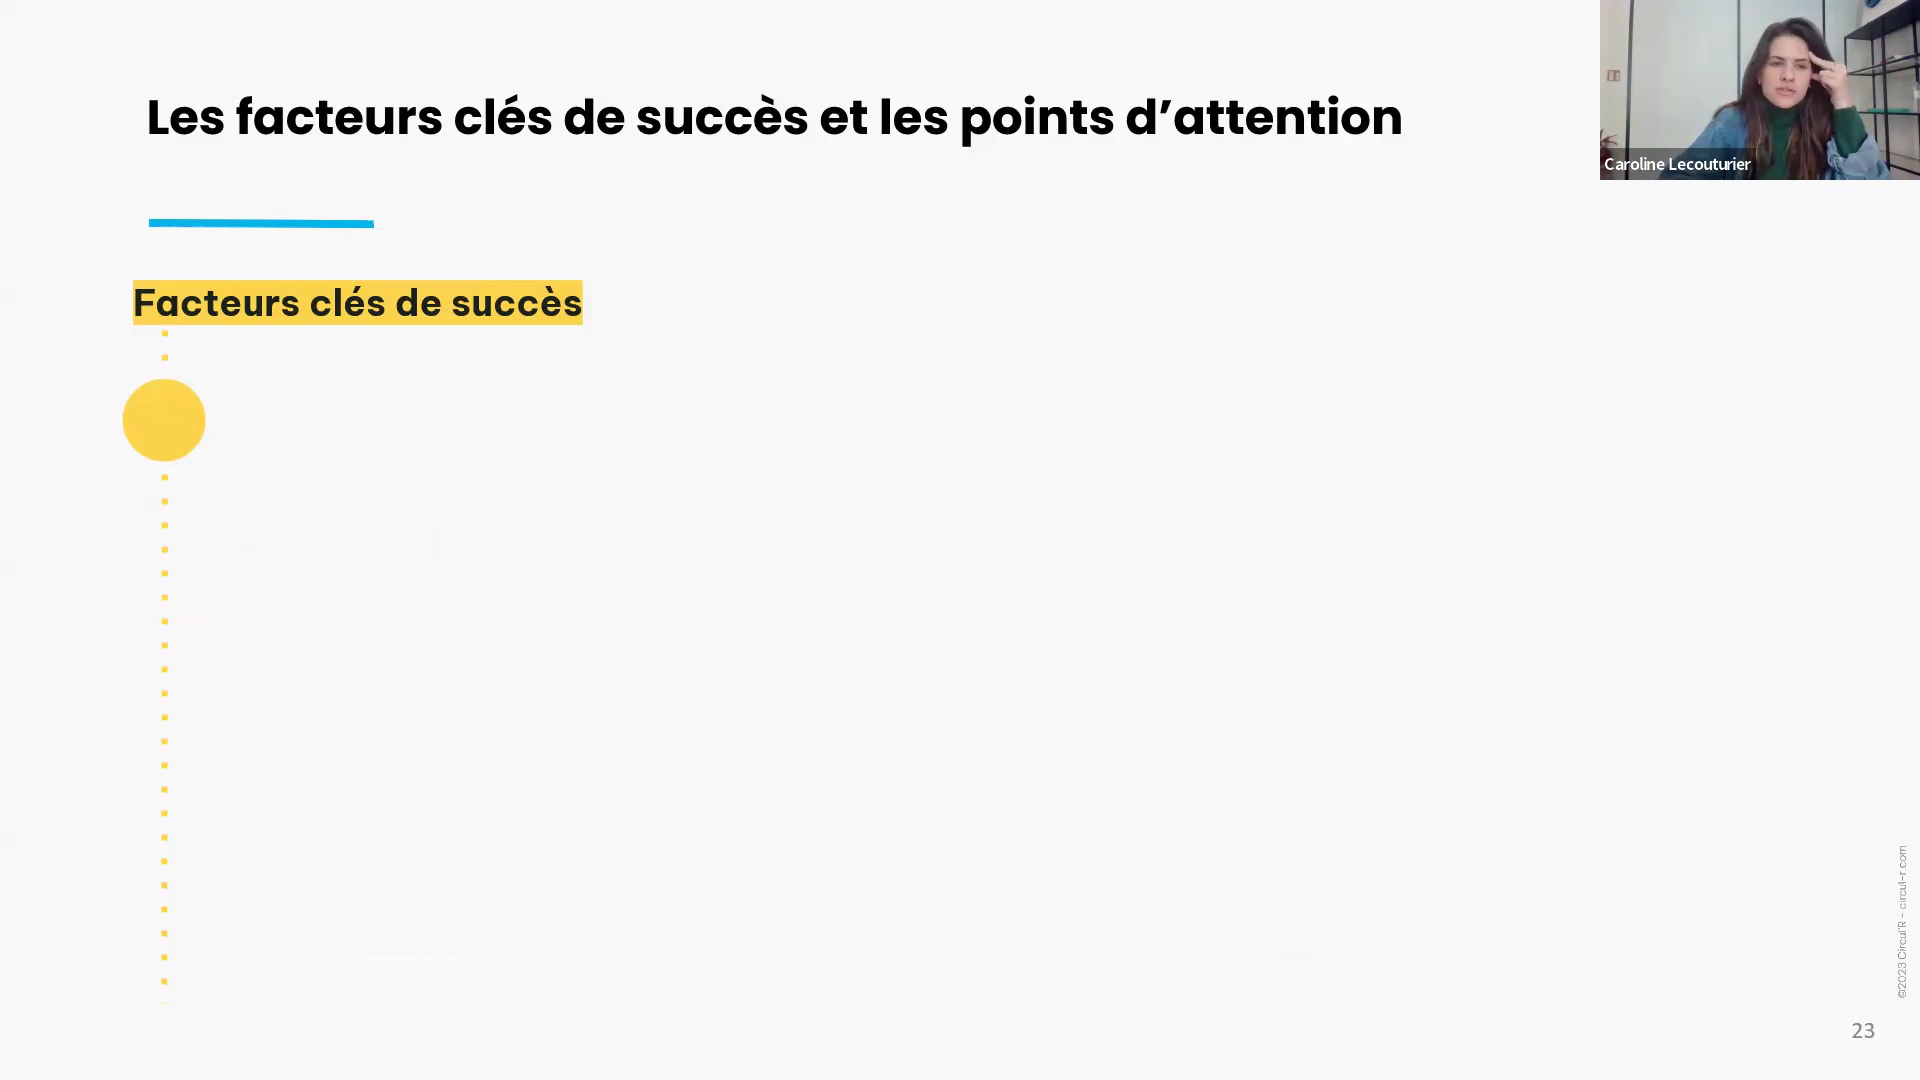 Les facteurs clés de succès et les points d’attention
Caroline Lecouturier
Facteurs clés de succès
©2023 Circul'R - circul-r.com
23